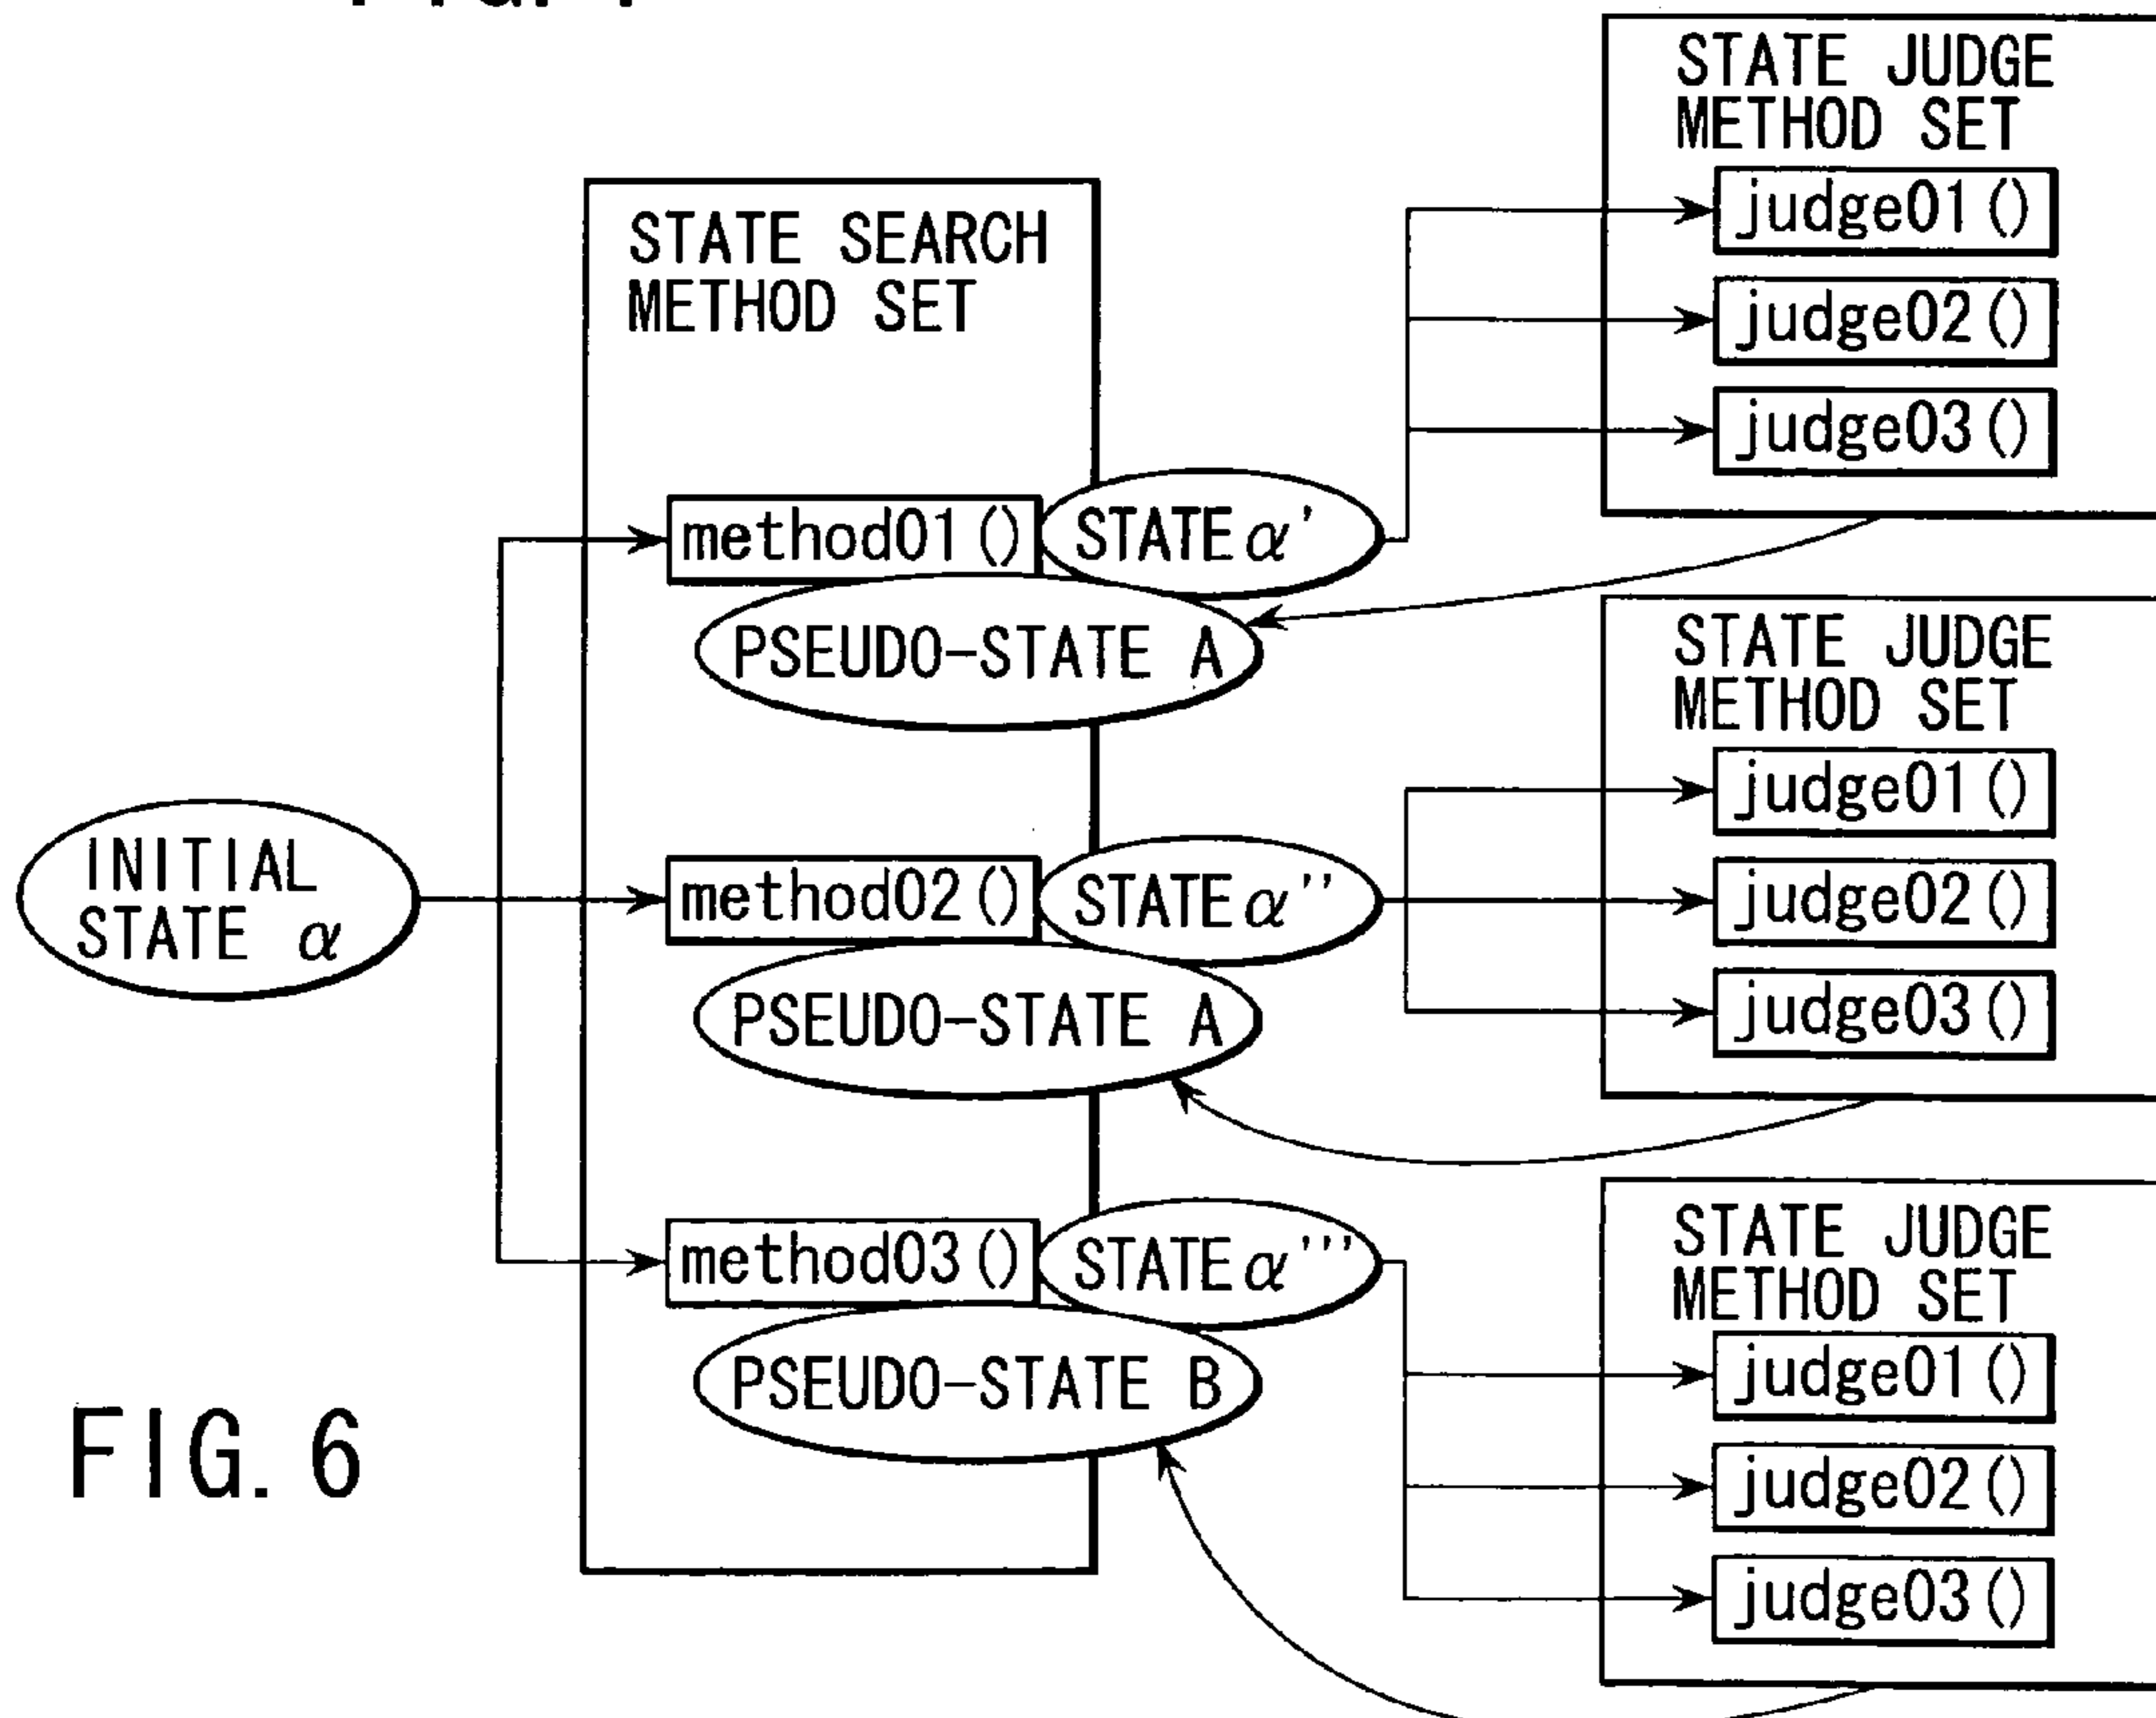 INITIAL
STATE α
STATE SEARCH
METHOD SET
method01()
STATE α'
PSEUDO-STATE A
method02()
STATE α''
PSEUDO-STATE A
method03()
STATE α'''
PSEUDO-STATE B
STATE JUDGE
METHOD SET
judge01()
judge02()
judge03()
STATE JUDGE
METHOD SET
judge01()
judge02()
judge03()
STATE JUDGE
METHOD SET
judge01()
judge02()
judge03()
FIG. 6